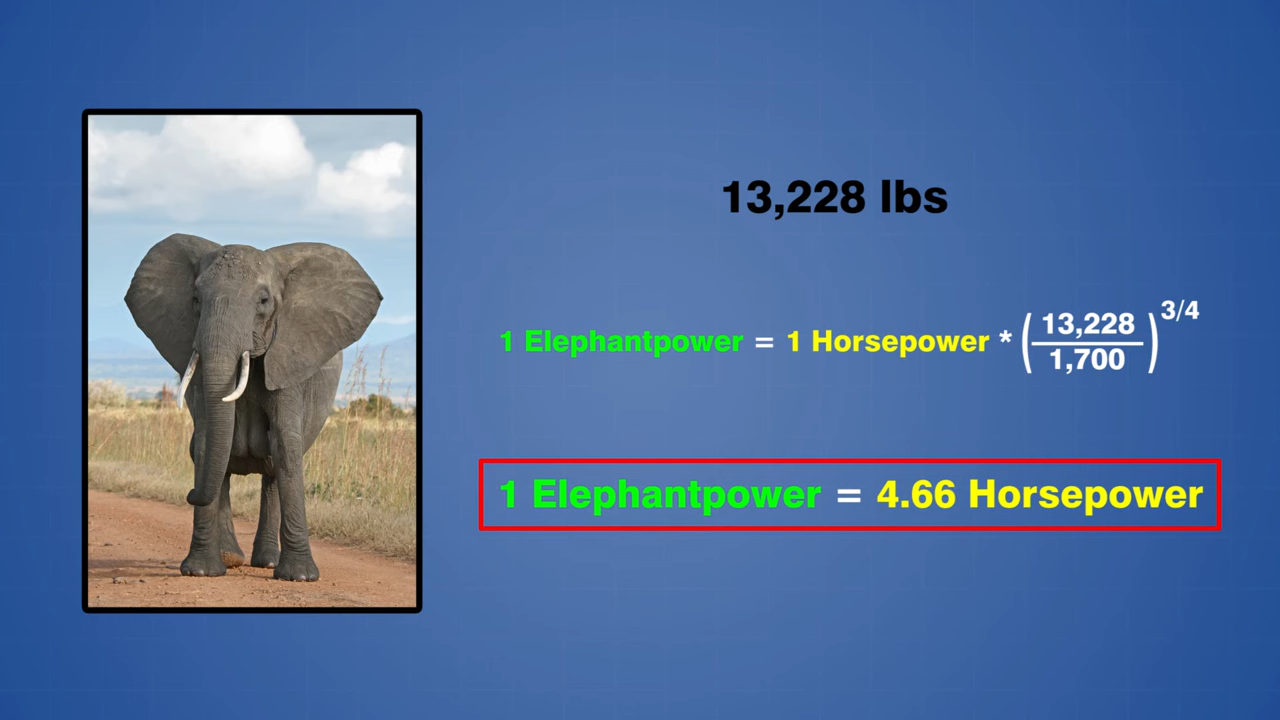 13,228 lbs
1 Elephantpower = 1 Horsepower * (13,228/1,700)^3/4
1 Elephantpower = 4.66 Horsepower